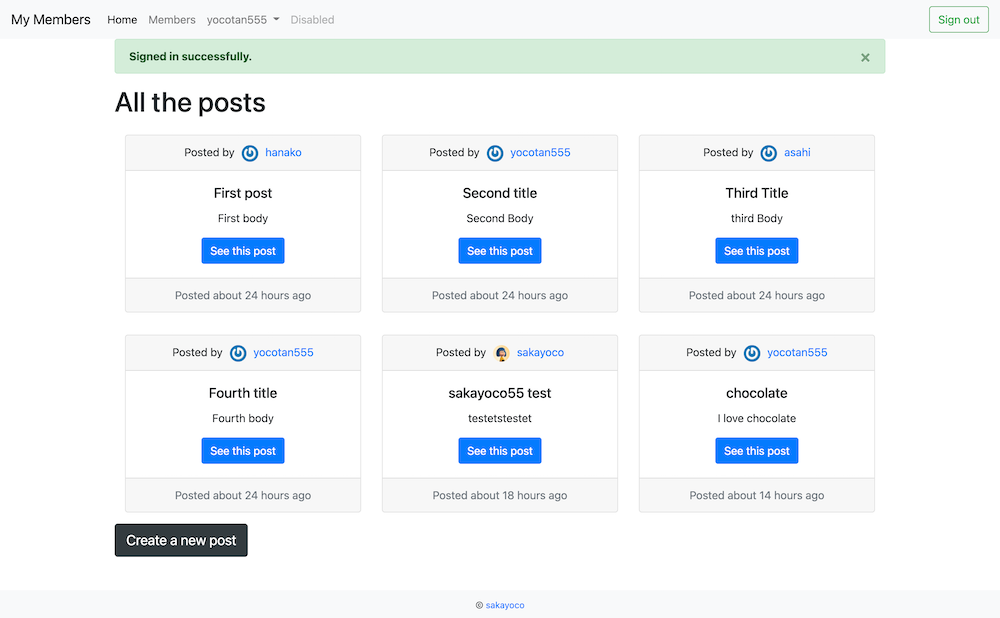 My Members Home Members yocotan555 Disabled Sign out
Signed in successfully. ×
All the posts
Posted by hanako
First post
First body
See this post
Posted about 24 hours ago
Posted by yocotan555
Second title
Second Body
See this post
Posted about 24 hours ago
Posted by asahi
Third Title
third Body
See this post
Posted about 24 hours ago
Posted by yocotan555
Fourth title
Fourth body
See this post
Posted about 24 hours ago
Posted by sakayoco
sakayoco55 test
testetstestet
See this post
Posted about 18 hours ago
Posted by yocotan555
chocolate
I love chocolate
See this post
Posted about 14 hours ago
Create a new post
© sakayoco